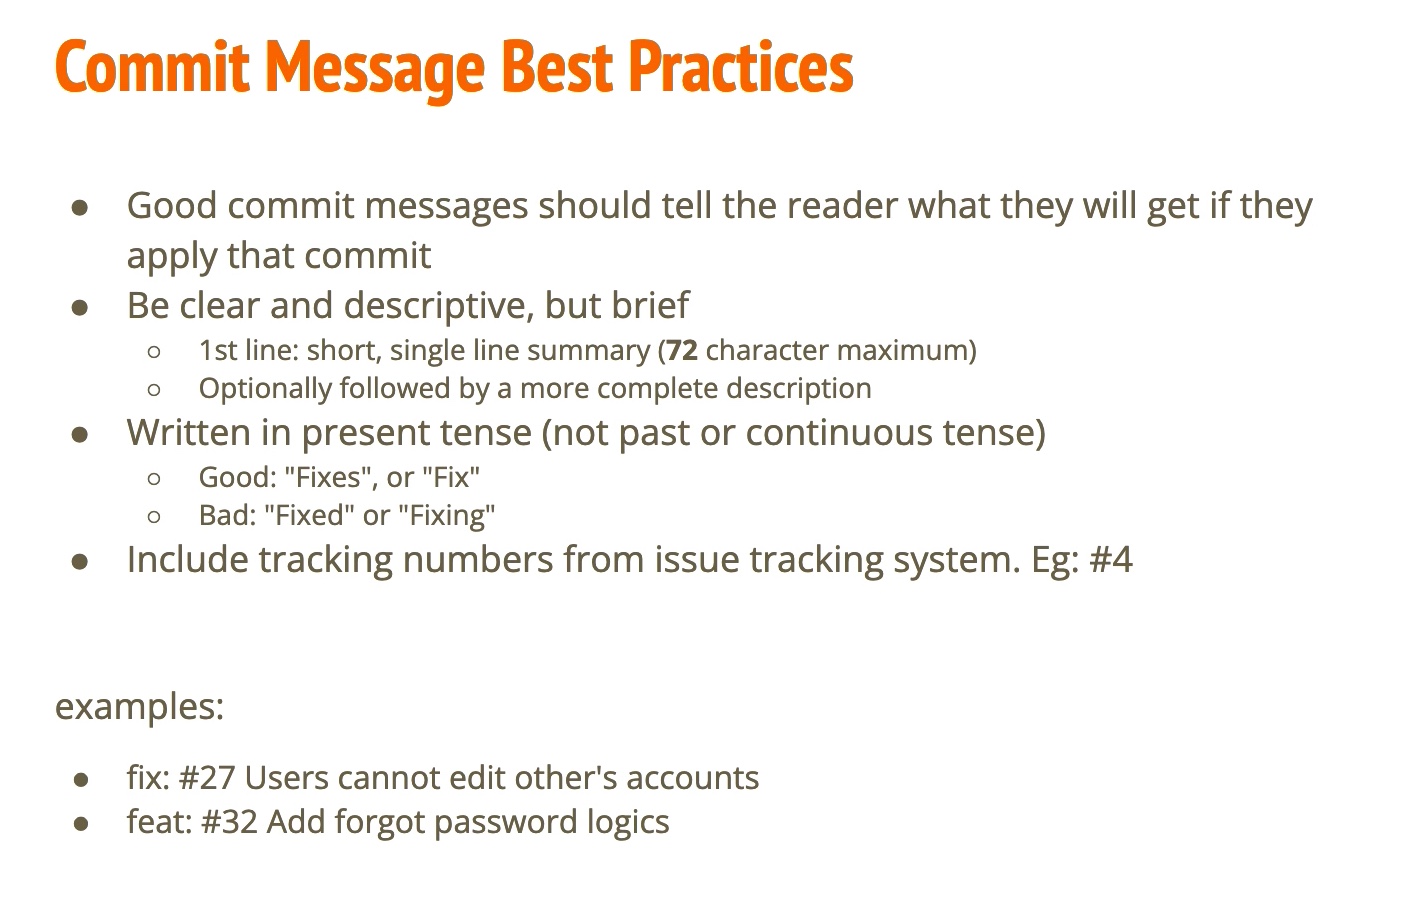 Commit Message Best Practices
● Good commit messages should tell the reader what they will get if they
apply that commit
● Be clear and descriptive, but brief
○ 1st line: short, single line summary (72 character maximum)
○ Optionally followed by a more complete description
● Written in present tense (not past or continuous tense)
○ Good: "Fixes", or "Fix"
○ Bad: "Fixed" or "Fixing"
● Include tracking numbers from issue tracking system. Eg: #4
examples:
● fix: #27 Users cannot edit other's accounts
● feat: #32 Add forgot password logics